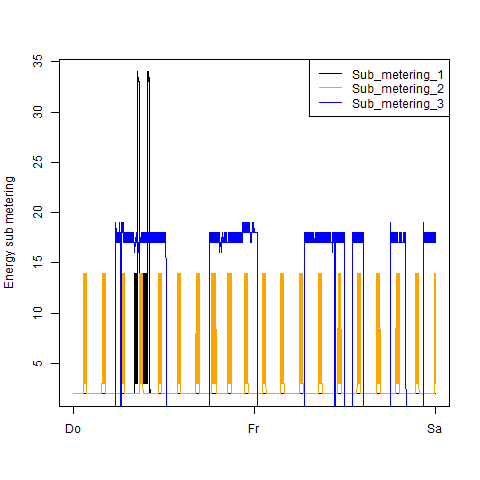 Sub_metering_1
Sub_metering_2
Sub_metering_3
Energy sub metering
35
30
25
20
15
10
5
Do Fr Sa